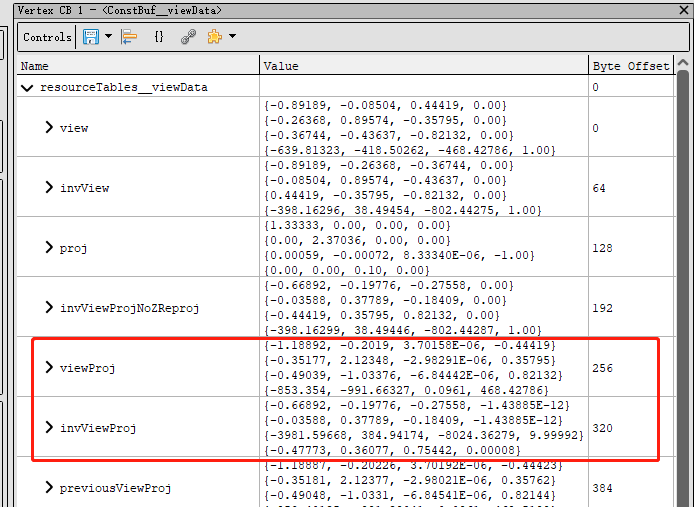 Vertex CB 1 - <ConstBuf__viewData>
Controls {}
Name Value Byte Offset
resourceTables__viewData 0
{-0.89189, -0.08504, 0.44419, 0.00}
{-0.26368, 0.89574, -0.35795, 0.00}
view 0
{-0.36744, -0.43637, -0.82132, 0.00}
{-639.81323, -418.50262, -468.42786, 1.00}
{-0.89189, -0.26368, -0.36744, 0.00}
{-0.08504, 0.89574, -0.43637, 0.00}
invView 64
{0.44419, -0.35795, -0.82132, 0.00}
{-398.16296, 38.49454, -802.44275, 1.00}
{1.33333, 0.00, 0.00, 0.00}
{0.00, 2.37036, 0.00, 0.00}
proj 128
{0.00059, -0.00072, 8.33340E-06, -1.00}
{0.00, 0.00, 0.10, 0.00}
{-0.66892, -0.19776, -0.27558, 0.00}
{-0.03588, 0.37789, -0.18409, 0.00}
invViewProjNoZReproj 192
{-0.44419, 0.35795, 0.82132, 0.00}
{-398.16299, 38.49446, -802.44287, 1.00}
{-1.18892, -0.2019, 3.70158E-06, -0.44419}
{-0.35177, 2.12348, -2.98291E-06, 0.35795}
viewProj 256
{-0.49039, -1.03376, -6.84442E-06, 0.82132}
{-853.354, -991.66327, 0.0961, 468.42786}
{-0.66892, -0.19776, -0.27558, -1.43885E-12}
{-0.03588, 0.37789, -0.18409, -1.43885E-12}
invViewProj 320
{-3981.59668, 384.94174, -8024.36279, 9.99992}
{-0.47773, 0.36077, 0.75442, 0.00008}
{-1.18887, -0.20226, 3.70192E-06, -0.44423}
{-0.35181, 2.12377, -2.98021E-06, 0.35762}
previousViewProj 384
{-0.49048, -1.0331, -6.84541E-06, 0.82144}